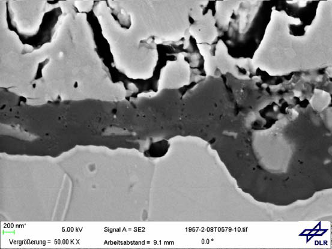 200 nm 5.00 kV Signal A = SE2 1957-2-08T0579-10.tif
Vergrößerung = 50.00 K X Arbeitsabstand = 9.1 mm 0.0 ° DLR